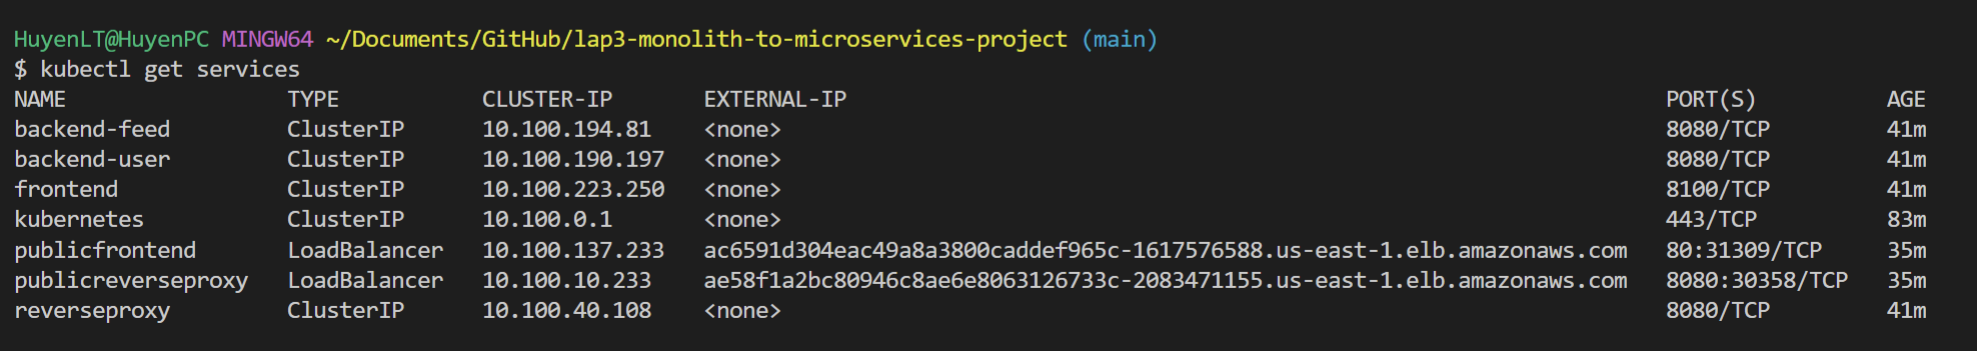 HuyenLT@HuyenPC MINGW64 ~/Documents/GitHub/lap3-monolith-to-microservices-project (main)
$ kubectl get services
NAME TYPE CLUSTER-IP EXTERNAL-IP PORT(S) AGE
backend-feed ClusterIP 10.100.194.81 <none> 8080/TCP 41m
backend-user ClusterIP 10.100.190.197 <none> 8080/TCP 41m
frontend ClusterIP 10.100.223.250 <none> 8100/TCP 41m
kubernetes ClusterIP 10.100.0.1 <none> 443/TCP 83m
publicfrontend LoadBalancer 10.100.137.233 ac6591d304eac49a8a3800caddef965c-1617576588.us-east-1.elb.amazonaws.com 80:31309/TCP 35m
publicreverseproxy LoadBalancer 10.100.10.233 ae58f1a2bc80946c8ae6e8063126733c-2083471155.us-east-1.elb.amazonaws.com 8080:30358/TCP 35m
reverseproxy ClusterIP 10.100.40.108 <none> 8080/TCP 41m